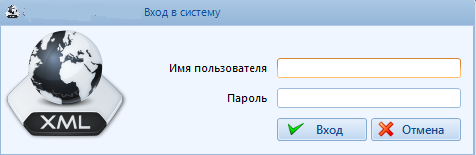 Вход в систему
Имя пользователя
Пароль
XML
Вход
Отмена